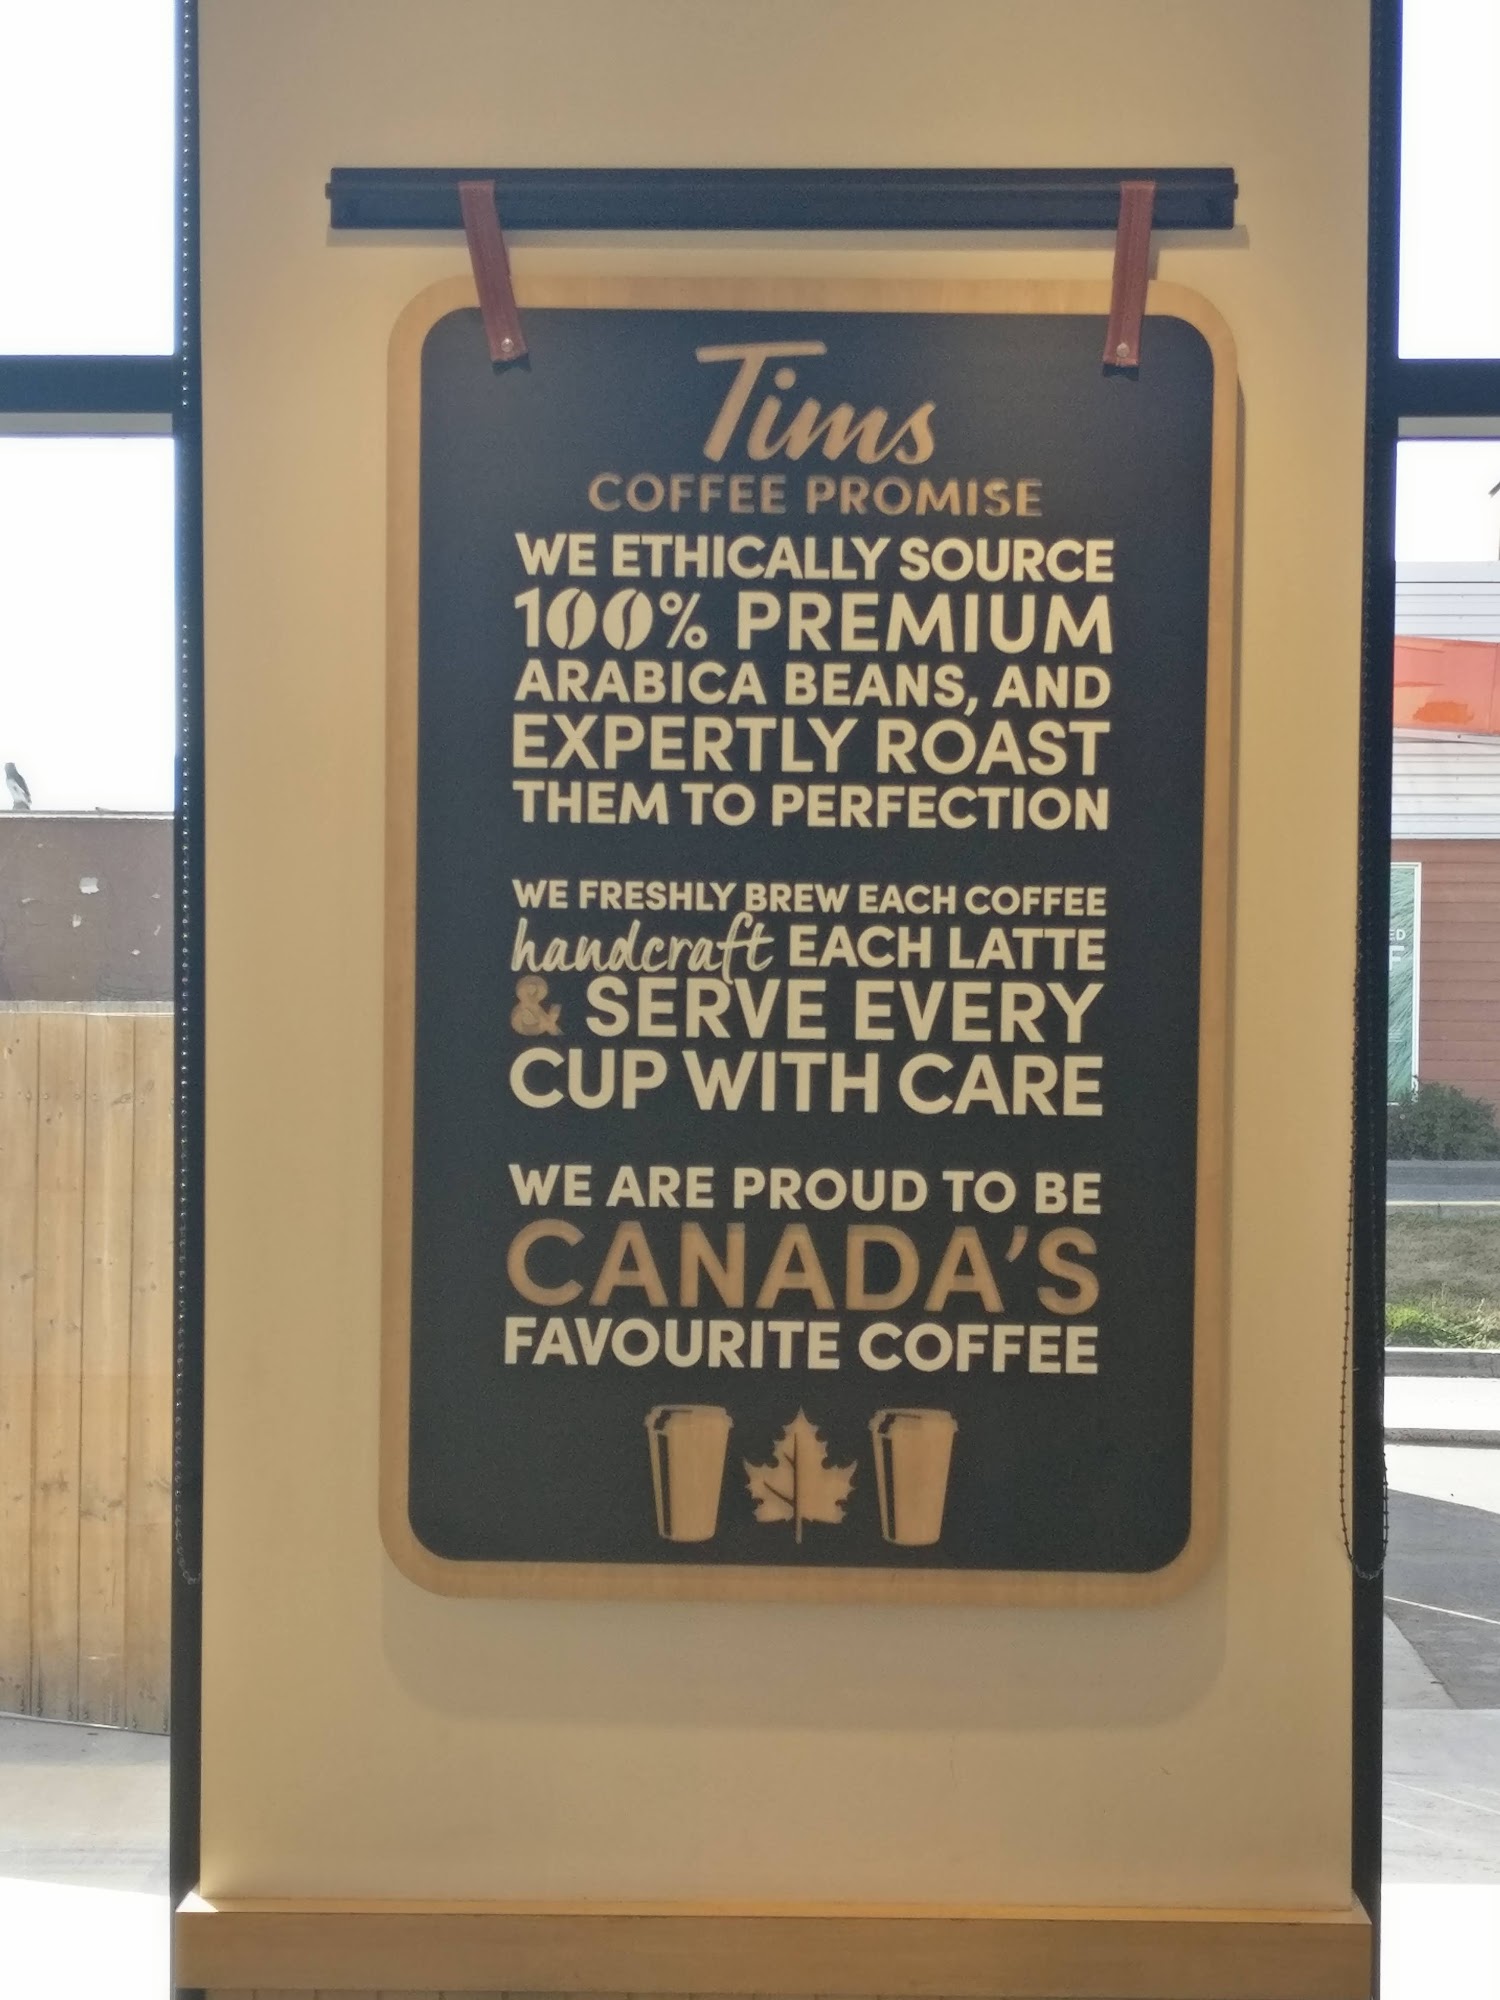 Tims
COFFEE PROMISE
WE ETHICALLY SOURCE
100% PREMIUM
ARABICA BEANS, AND
EXPERTLY ROAST
THEM TO PERFECTION
WE FRESHLY BREW EACH COFFEE
handcraft EACH LATTE
& SERVE EVERY
CUP WITH CARE
WE ARE PROUD TO BE
CANADA'S
FAVOURITE COFFEE